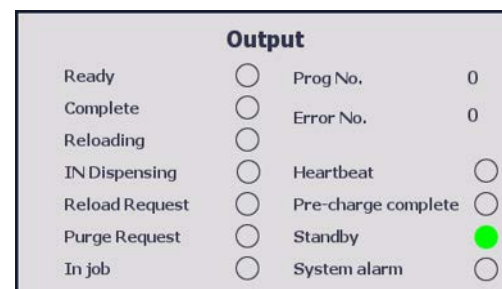 Output
Ready
Complete
Reloading
IN Dispensing
Reload Request
Purge Request
In job
Prog No. 0
Error No. 0
Heartbeat
Pre-charge complete
Standby
System alarm